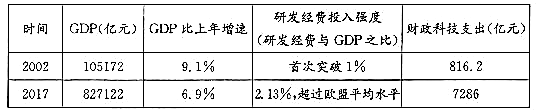 时间 GDP(亿元) GDP比上年增速 研发经费投入强度 (研发经费与GDP之比) 财政科技支出(亿元)
2002 105172 9.1% 首次突破1% 816.2
2017 827122 6.9% 2.13%,超过欧盟平均水平 7286